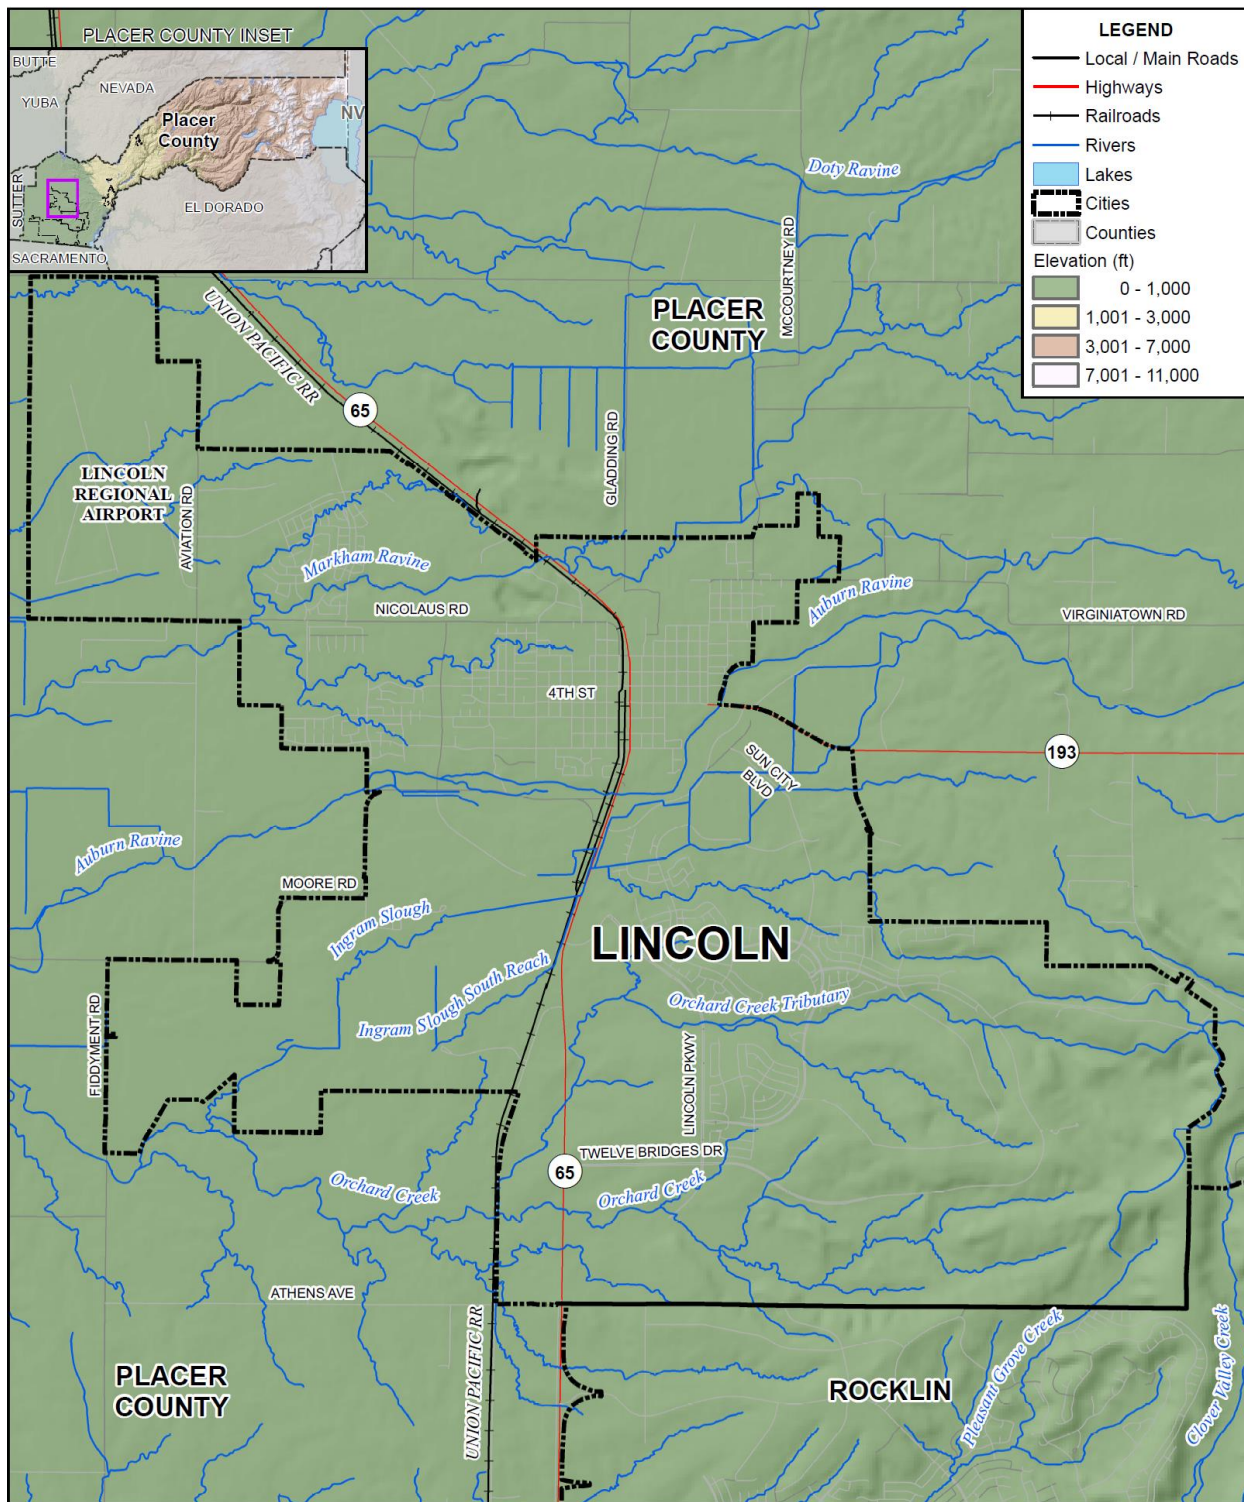 PLACER COUNTY INSET
BUTTE
NEVADA
YUBA
Placer
County
NV
SUTTER
EL DORADO
SACRAMENTO
LEGEND
Local / Main Roads
Highways
Railroads
Rivers
Lakes
Cities
Counties
Elevation (ft)
0 - 1,000
1,001 - 3,000
3,001 - 7,000
7,001 - 11,000
Doty Ravine
MCCOURTNEY RD
UNION PACIFIC RR
PLACER
COUNTY
65
GLADDING RD
LINCOLN
REGIONAL
AIRPORT
AVIATION RD
Markham Ravine
NICOLAUS RD
Auburn Ravine
VIRGINIATOWN RD
4TH ST
SUN CITY
BLVD
193
Auburn Ravine
MOORE RD
Ingram Slough
LINCOLN
Ingram Slough South Reach
Orchard Creek Tributary
FIDDYMENT RD
LINCOLN PKWY
TWELVE BRIDGES DR
65
Orchard Creek
Orchard Creek
ATHENS AVE
UNION PACIFIC RR
PLACER
COUNTY
ROCKLIN
Pleasant Grove Creek
Clover Valley Creek